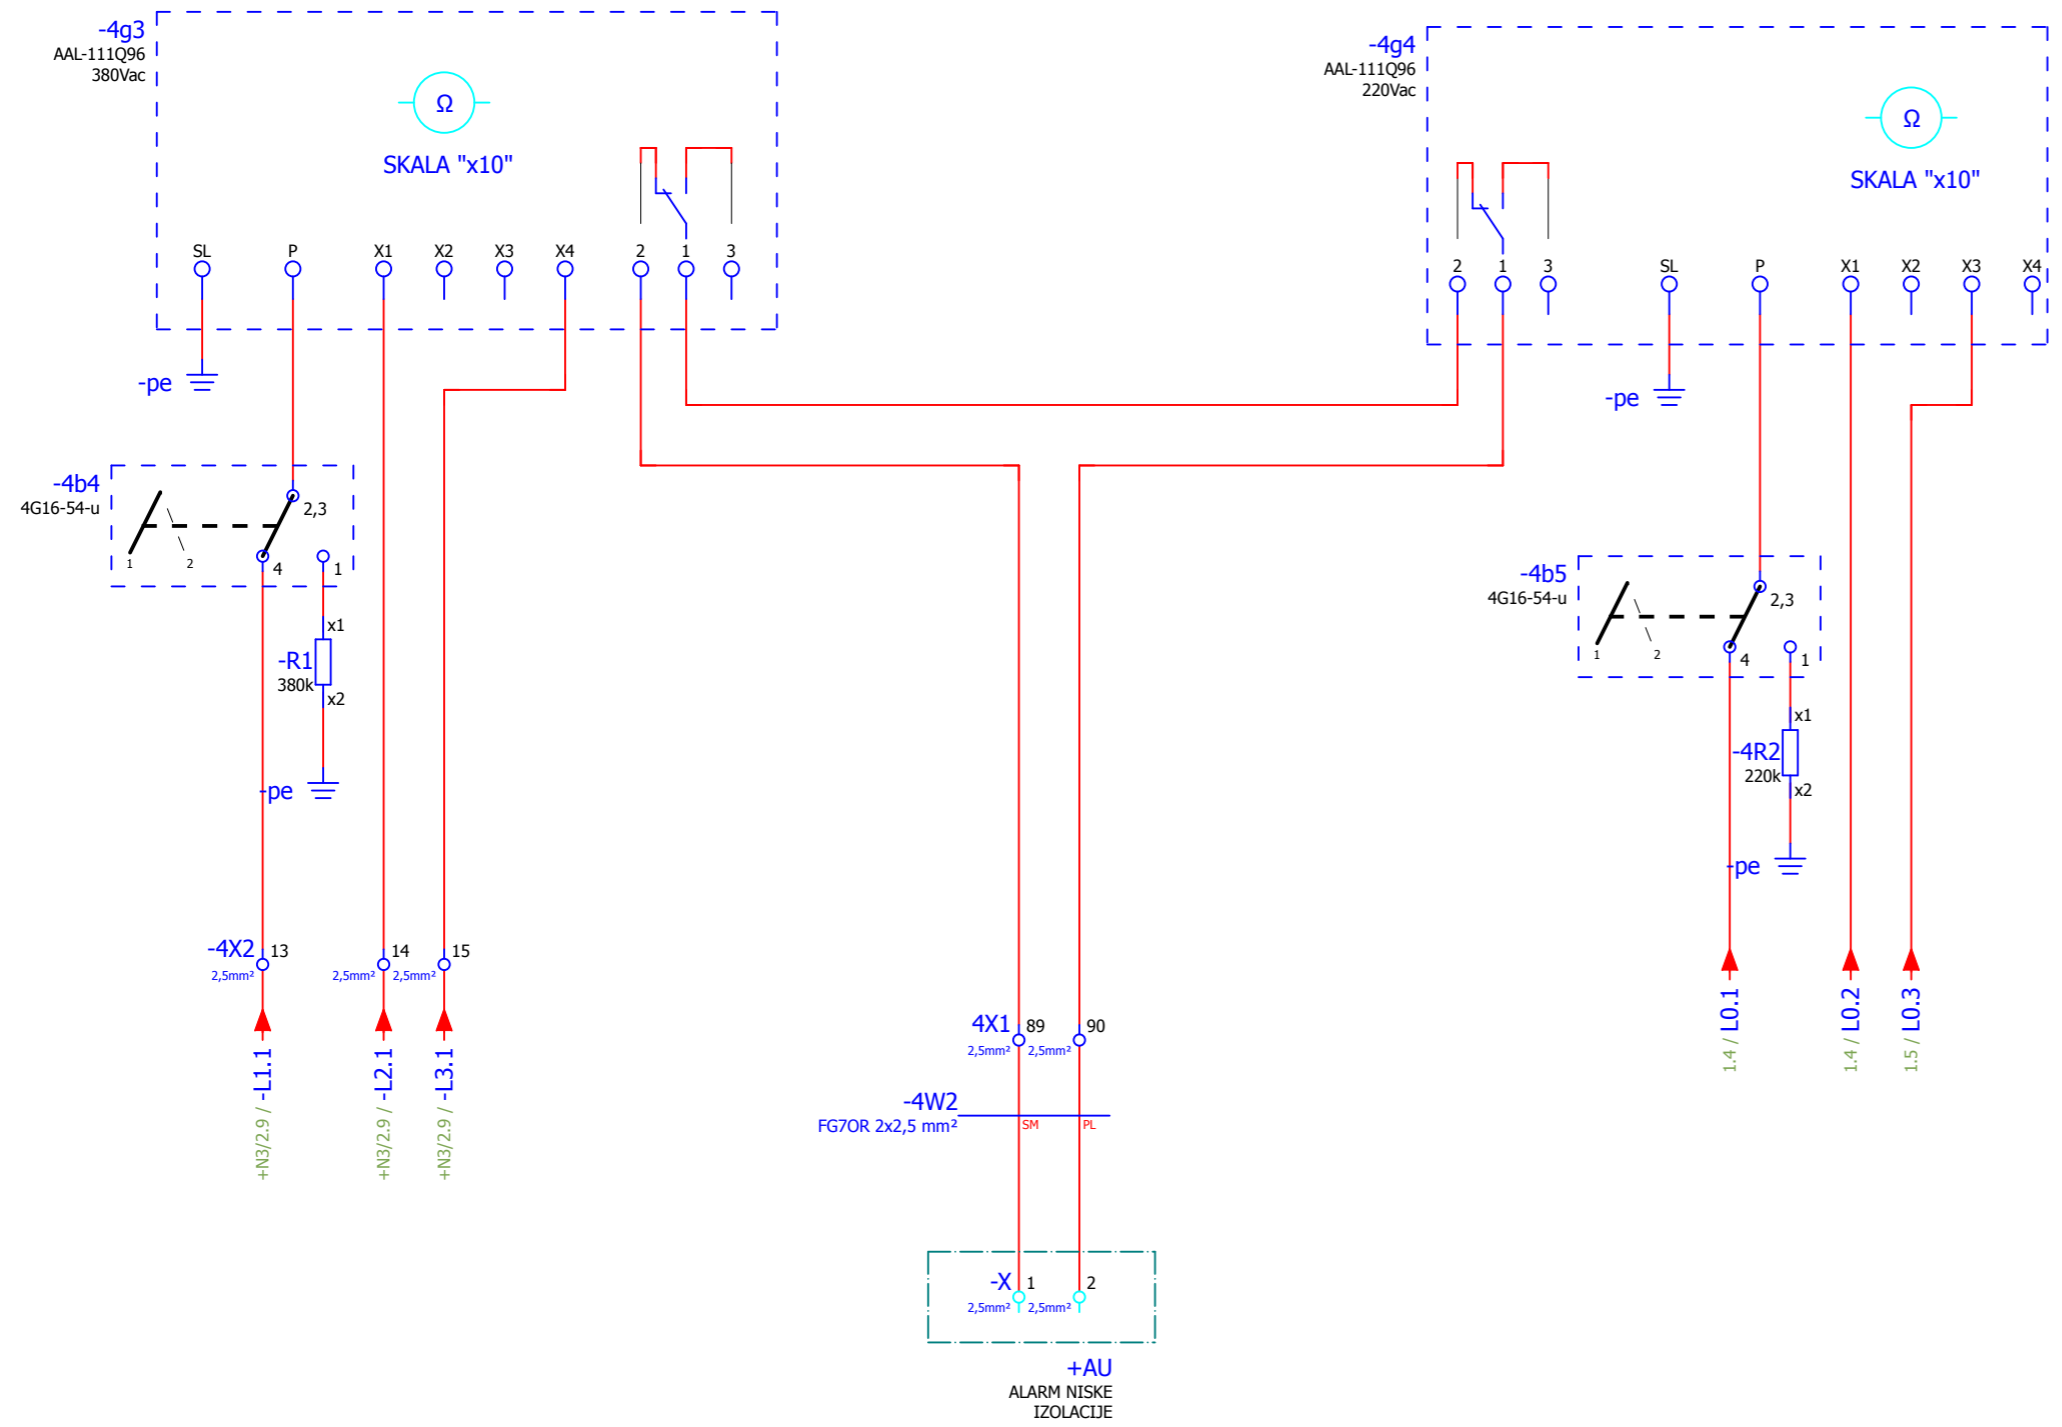 -4g3
AAL-111Q96
380Vac
Ω
SKALA "x10"
SL
P
X1
X2
X3
X4
2
1
3
-pe
-4b4
4G16-54-u
1
2
2,3
4
1
x1
-R1
380k
x2
-pe
-4X2
13
2,5mm²
14
2,5mm²
15
2,5mm²
+N3/2.9 / -L1.1
+N3/2.9 / -L2.1
+N3/2.9 / -L3.1
4X1
89
2,5mm²
90
2,5mm²
-4W2
FG7OR 2x2,5 mm²
SM
PL
-X
1
2,5mm²
2
2,5mm²
+AU
ALARM NISKE
IZOLACIJE
-4g4
AAL-111Q96
220Vac
Ω
SKALA "x10"
2
1
3
SL
P
X1
X2
X3
X4
-pe
-4b5
4G16-54-u
1
2
2,3
4
1
x1
-4R2
220k
x2
-pe
1.4 / L0.1
1.4 / L0.2
1.5 / L0.3